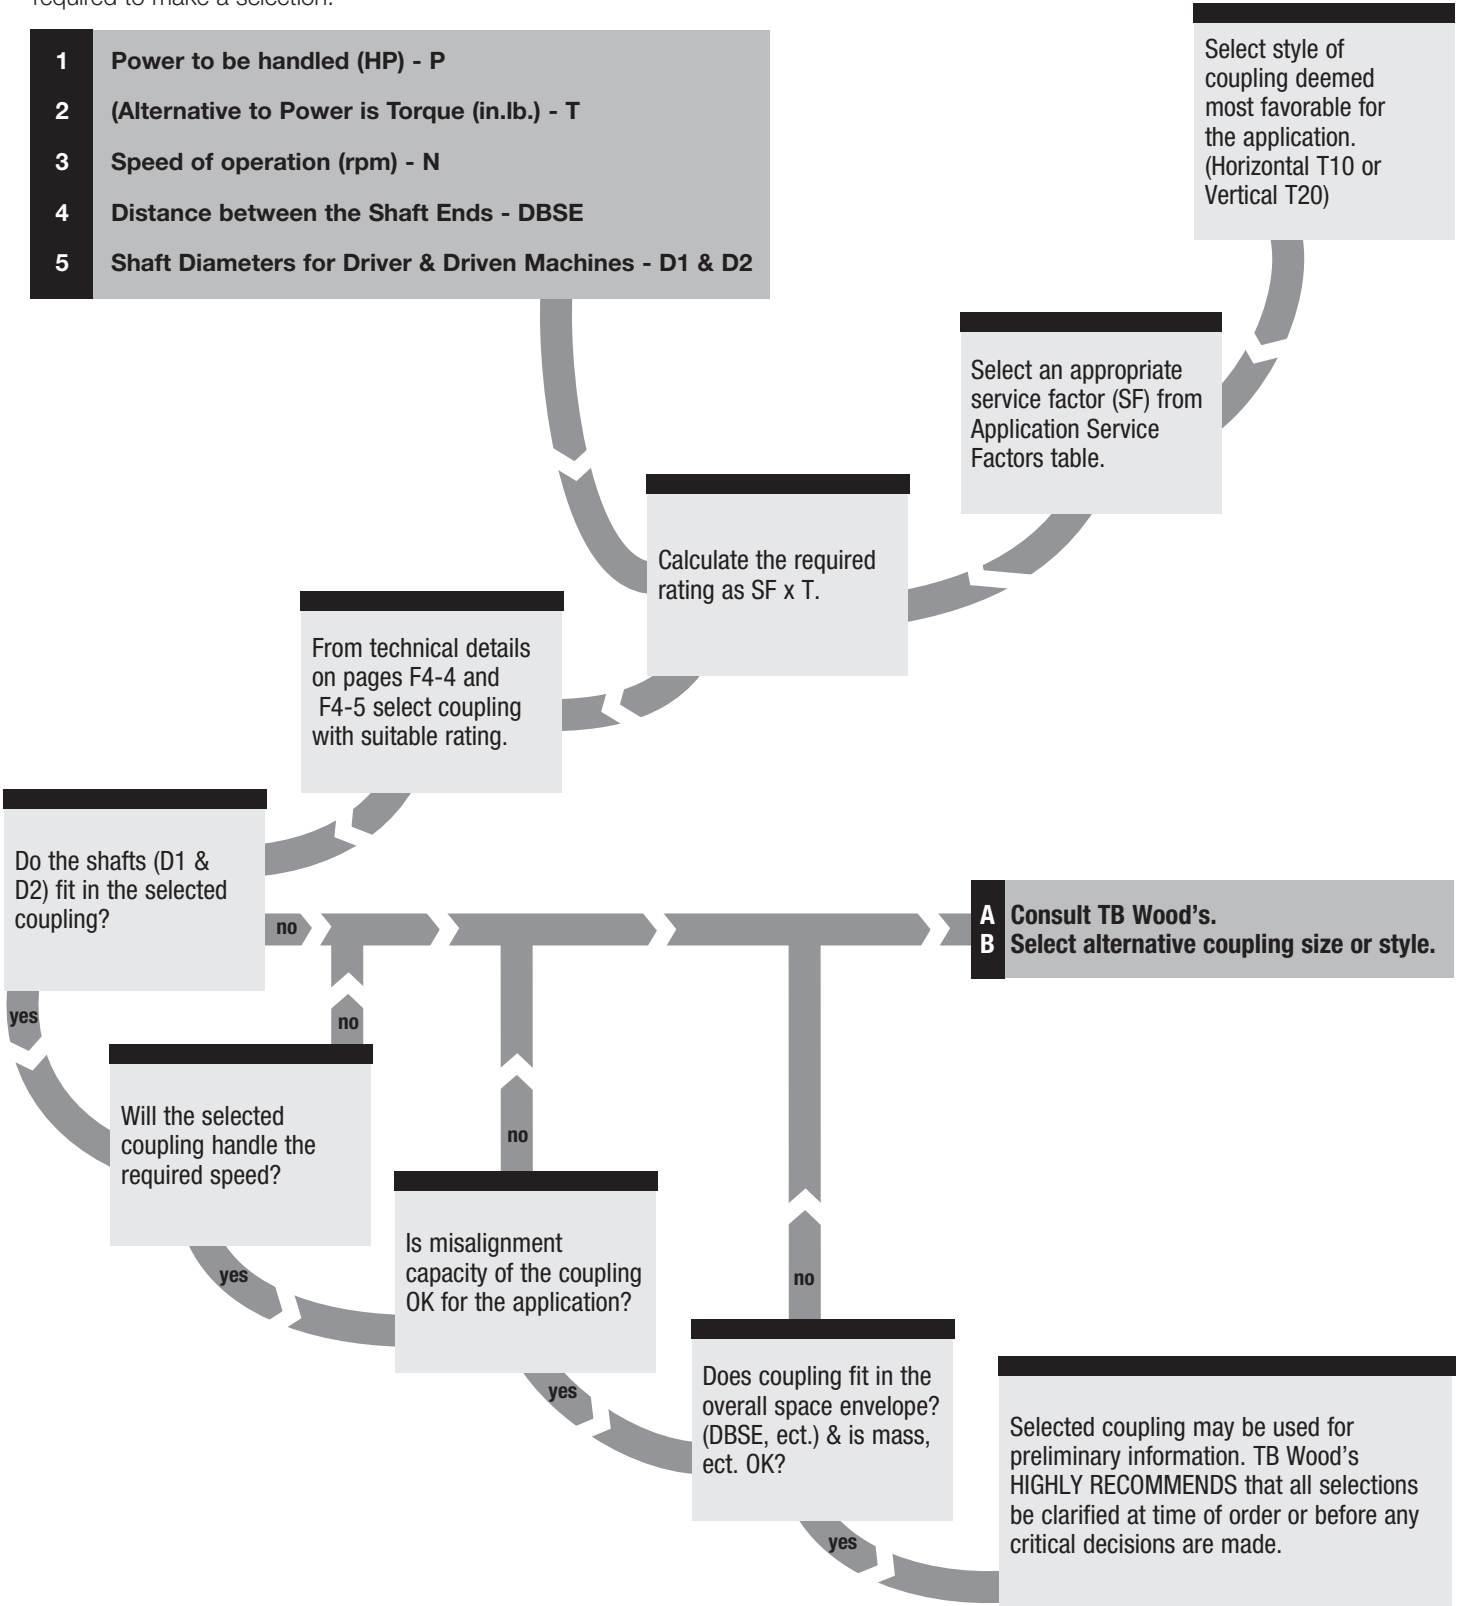 required to make a selection.
1 Power to be handled (HP) - P
2 (Alternative to Power is Torque (in.lb.) - T
3 Speed of operation (rpm) - N
4 Distance between the Shaft Ends - DBSE
5 Shaft Diameters for Driver & Driven Machines - D1 & D2
Select style of
coupling deemed
most favorable for
the application.
(Horizontal T10 or
Vertical T20)
Select an appropriate
service factor (SF) from
Application Service
Factors table.
Calculate the required
rating as SF x T.
From technical details
on pages F4-4 and
F4-5 select coupling
with suitable rating.
Do the shafts (D1 &
D2) fit in the selected
coupling?
no
A Consult TB Wood's.
B Select alternative coupling size or style.
yes
no
Will the selected
coupling handle the
required speed?
yes
no
Is misalignment
capacity of the coupling
OK for the application?
yes
no
Does coupling fit in the
overall space envelope?
(DBSE, ect.) & is mass,
ect. OK?
yes
Selected coupling may be used for
preliminary information. TB Wood's
HIGHLY RECOMMENDS that all selections
be clarified at time of order or before any
critical decisions are made.